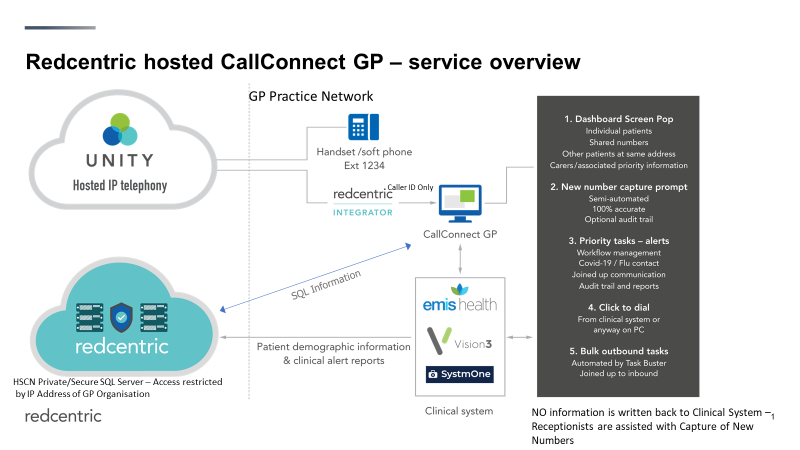 Redcentric hosted CallConnect GP – service overview
GP Practice Network
UNITY
Hosted IP telephony
Handset /soft phone
Ext 1234
redcentric
INTEGRATOR
Caller ID Only
CallConnect GP
SQL Information
redcentric
HSCN Private/Secure SQL Server – Access restricted
by IP Address of GP Organisation
Patient demographic information
& clinical alert reports
emis health
Vision3
SystmOne
Clinical system
1. Dashboard Screen Pop
Individual patients
Shared numbers
Other patients at same address
Carers/associated priority information
2. New number capture prompt
Semi-automated
100% accurate
Optional audit trail
3. Priority tasks – alerts
Workflow management
Covid-19 / Flu contact
Joined up communication
Audit trail and reports
4. Click to dial
From clinical system or
anyway on PC
5. Bulk outbound tasks
Automated by Task Buster
Joined up to inbound
NO information is written back to Clinical System –
Receptionists are assisted with Capture of New
Numbers
1
redcentric